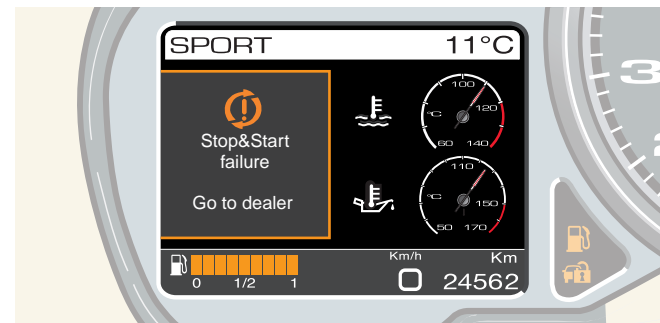 SPORT 11°C
Stop&Start
failure
Go to dealer
100
°C 120
60 140
110
°C 150
50 170
0 1/2 1
Km/h Km
0 24562
3
2